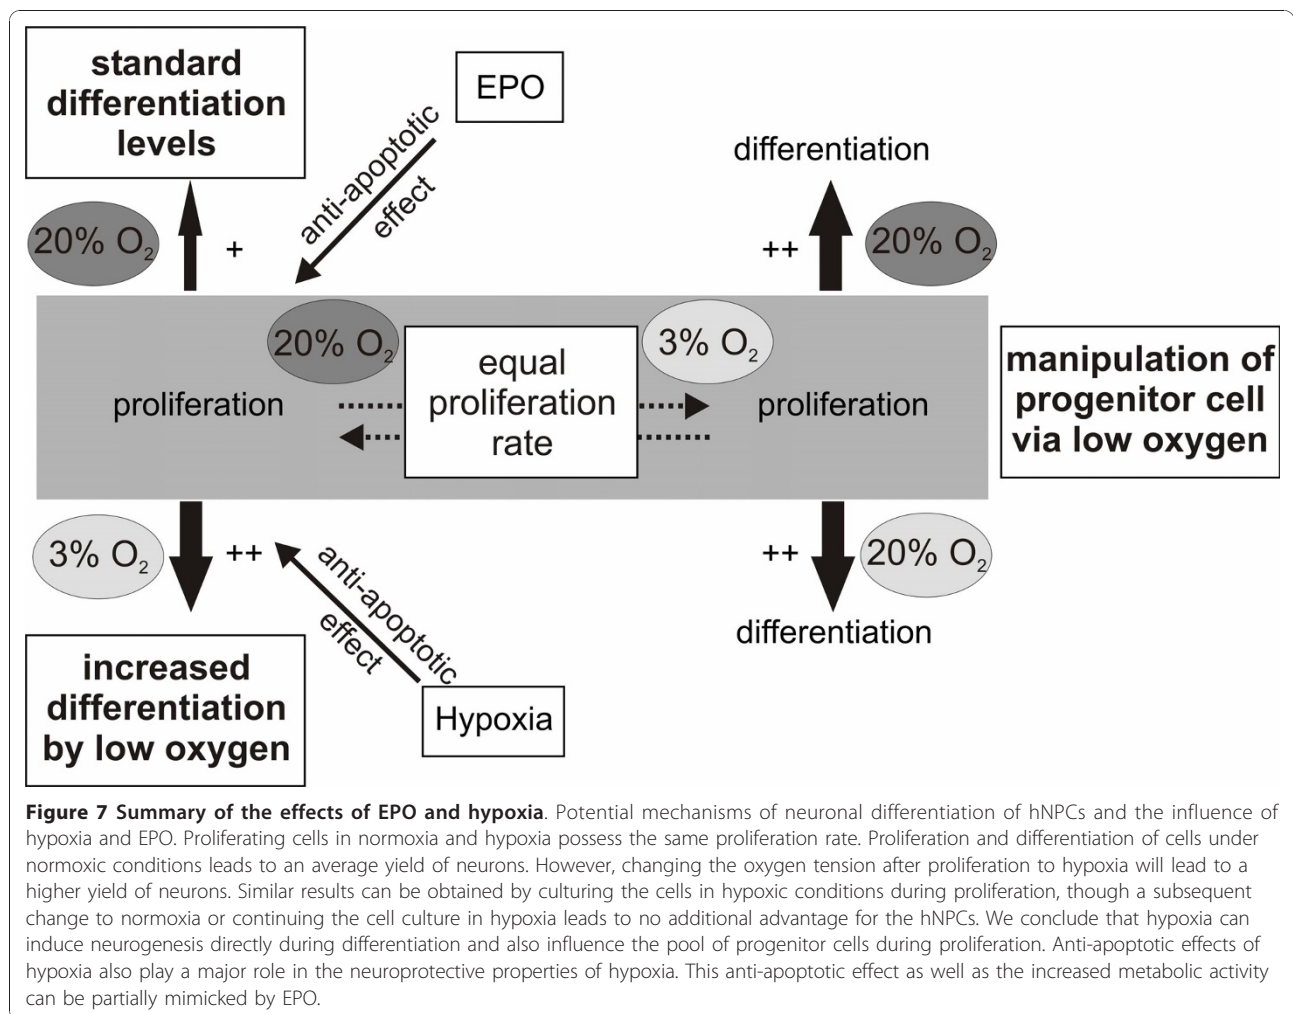 standard
differentiation
levels
EPO
anti-apoptotic
effect
differentiation
20% O2
+
++
20% O2
20% O2
3% O2
equal
proliferation
rate
proliferation
proliferation
manipulation of
progenitor cell
via low oxygen
3% O2
++
++
20% O2
anti-apoptotic
effect
differentiation
increased
differentiation
by low oxygen
Hypoxia
Figure 7 Summary of the effects of EPO and hypoxia. Potential mechanisms of neuronal differentiation of hNPCs and the influence of
hypoxia and EPO. Proliferating cells in normoxia and hypoxia possess the same proliferation rate. Proliferation and differentiation of cells under
normoxic conditions leads to an average yield of neurons. However, changing the oxygen tension after proliferation to hypoxia will lead to a
higher yield of neurons. Similar results can be obtained by culturing the cells in hypoxic conditions during proliferation, though a subsequent
change to normoxia or continuing the cell culture in hypoxia leads to no additional advantage for the hNPCs. We conclude that hypoxia can
induce neurogenesis directly during differentiation and also influence the pool of progenitor cells during proliferation. Anti-apoptotic effects of
hypoxia also play a major role in the neuroprotective properties of hypoxia. This anti-apoptotic effect as well as the increased metabolic activity
can be partially mimicked by EPO.